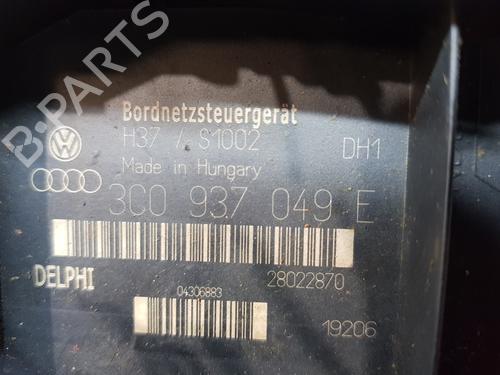 Bordnetzsteuergerät
H37 / S1002 DH1
Made in Hungary
3C0 937 049 E
DELPHI 28022870
04306883
19206
B-PARTS